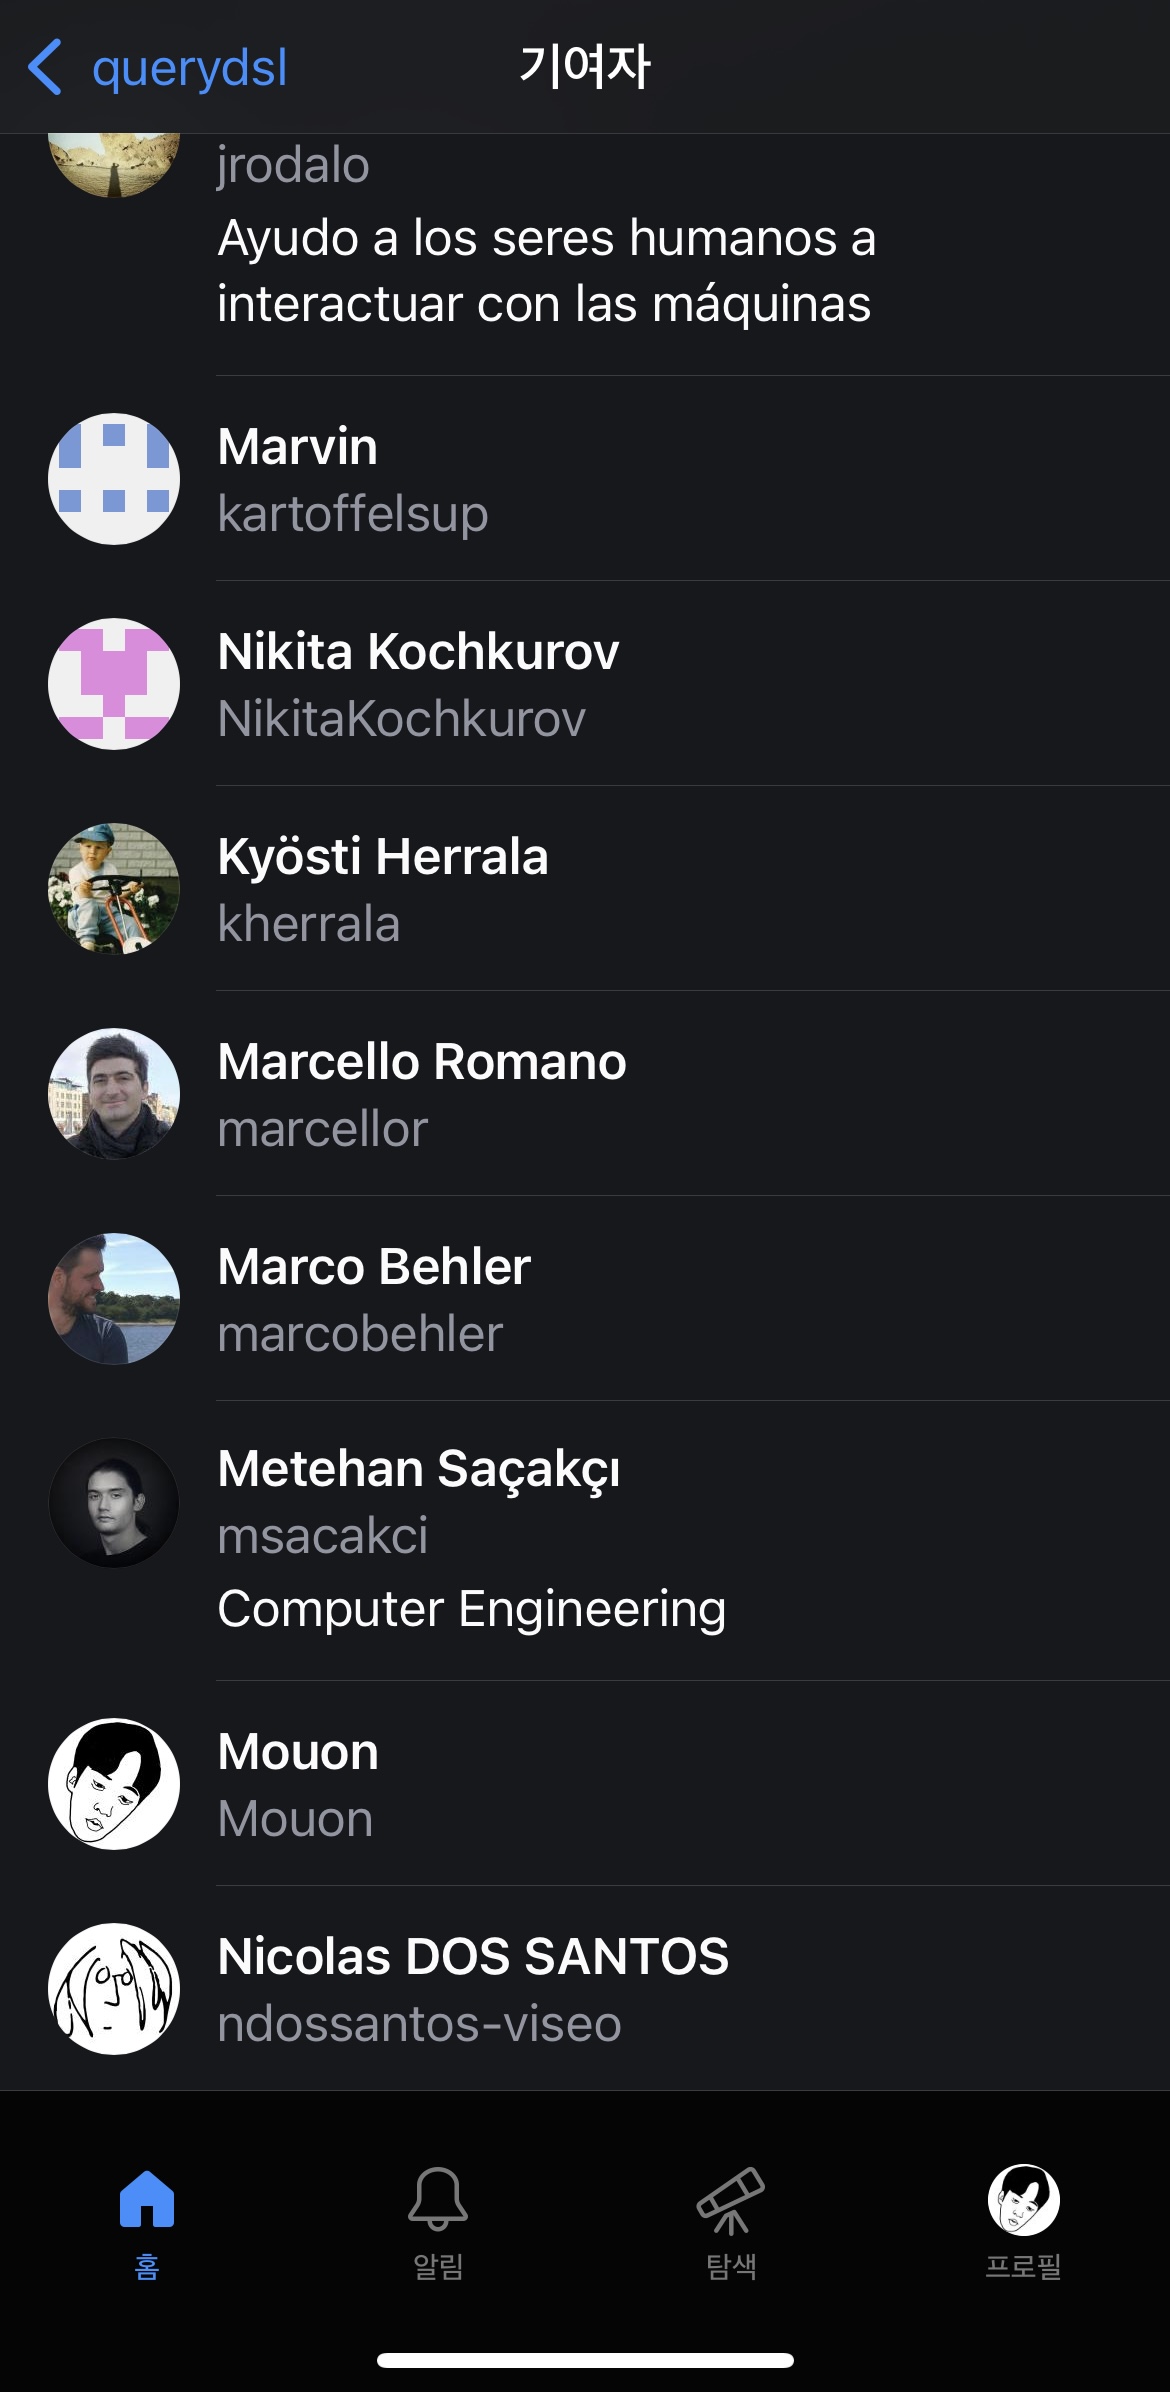 querydsl
기여자
jrodalo
Ayudo a los seres humanos a
interactuar con las máquinas
Marvin
kartoffelsup
Nikita Kochkurov
NikitaKochkurov
Kyösti Herrala
kherrala
Marcello Romano
marcellor
Marco Behler
marcobehler
Metehan Saçakçı
msacakci
Computer Engineering
Mouon
Mouon
Nicolas DOS SANTOS
ndossantos-viseo
홈
알림
탐색
프로필